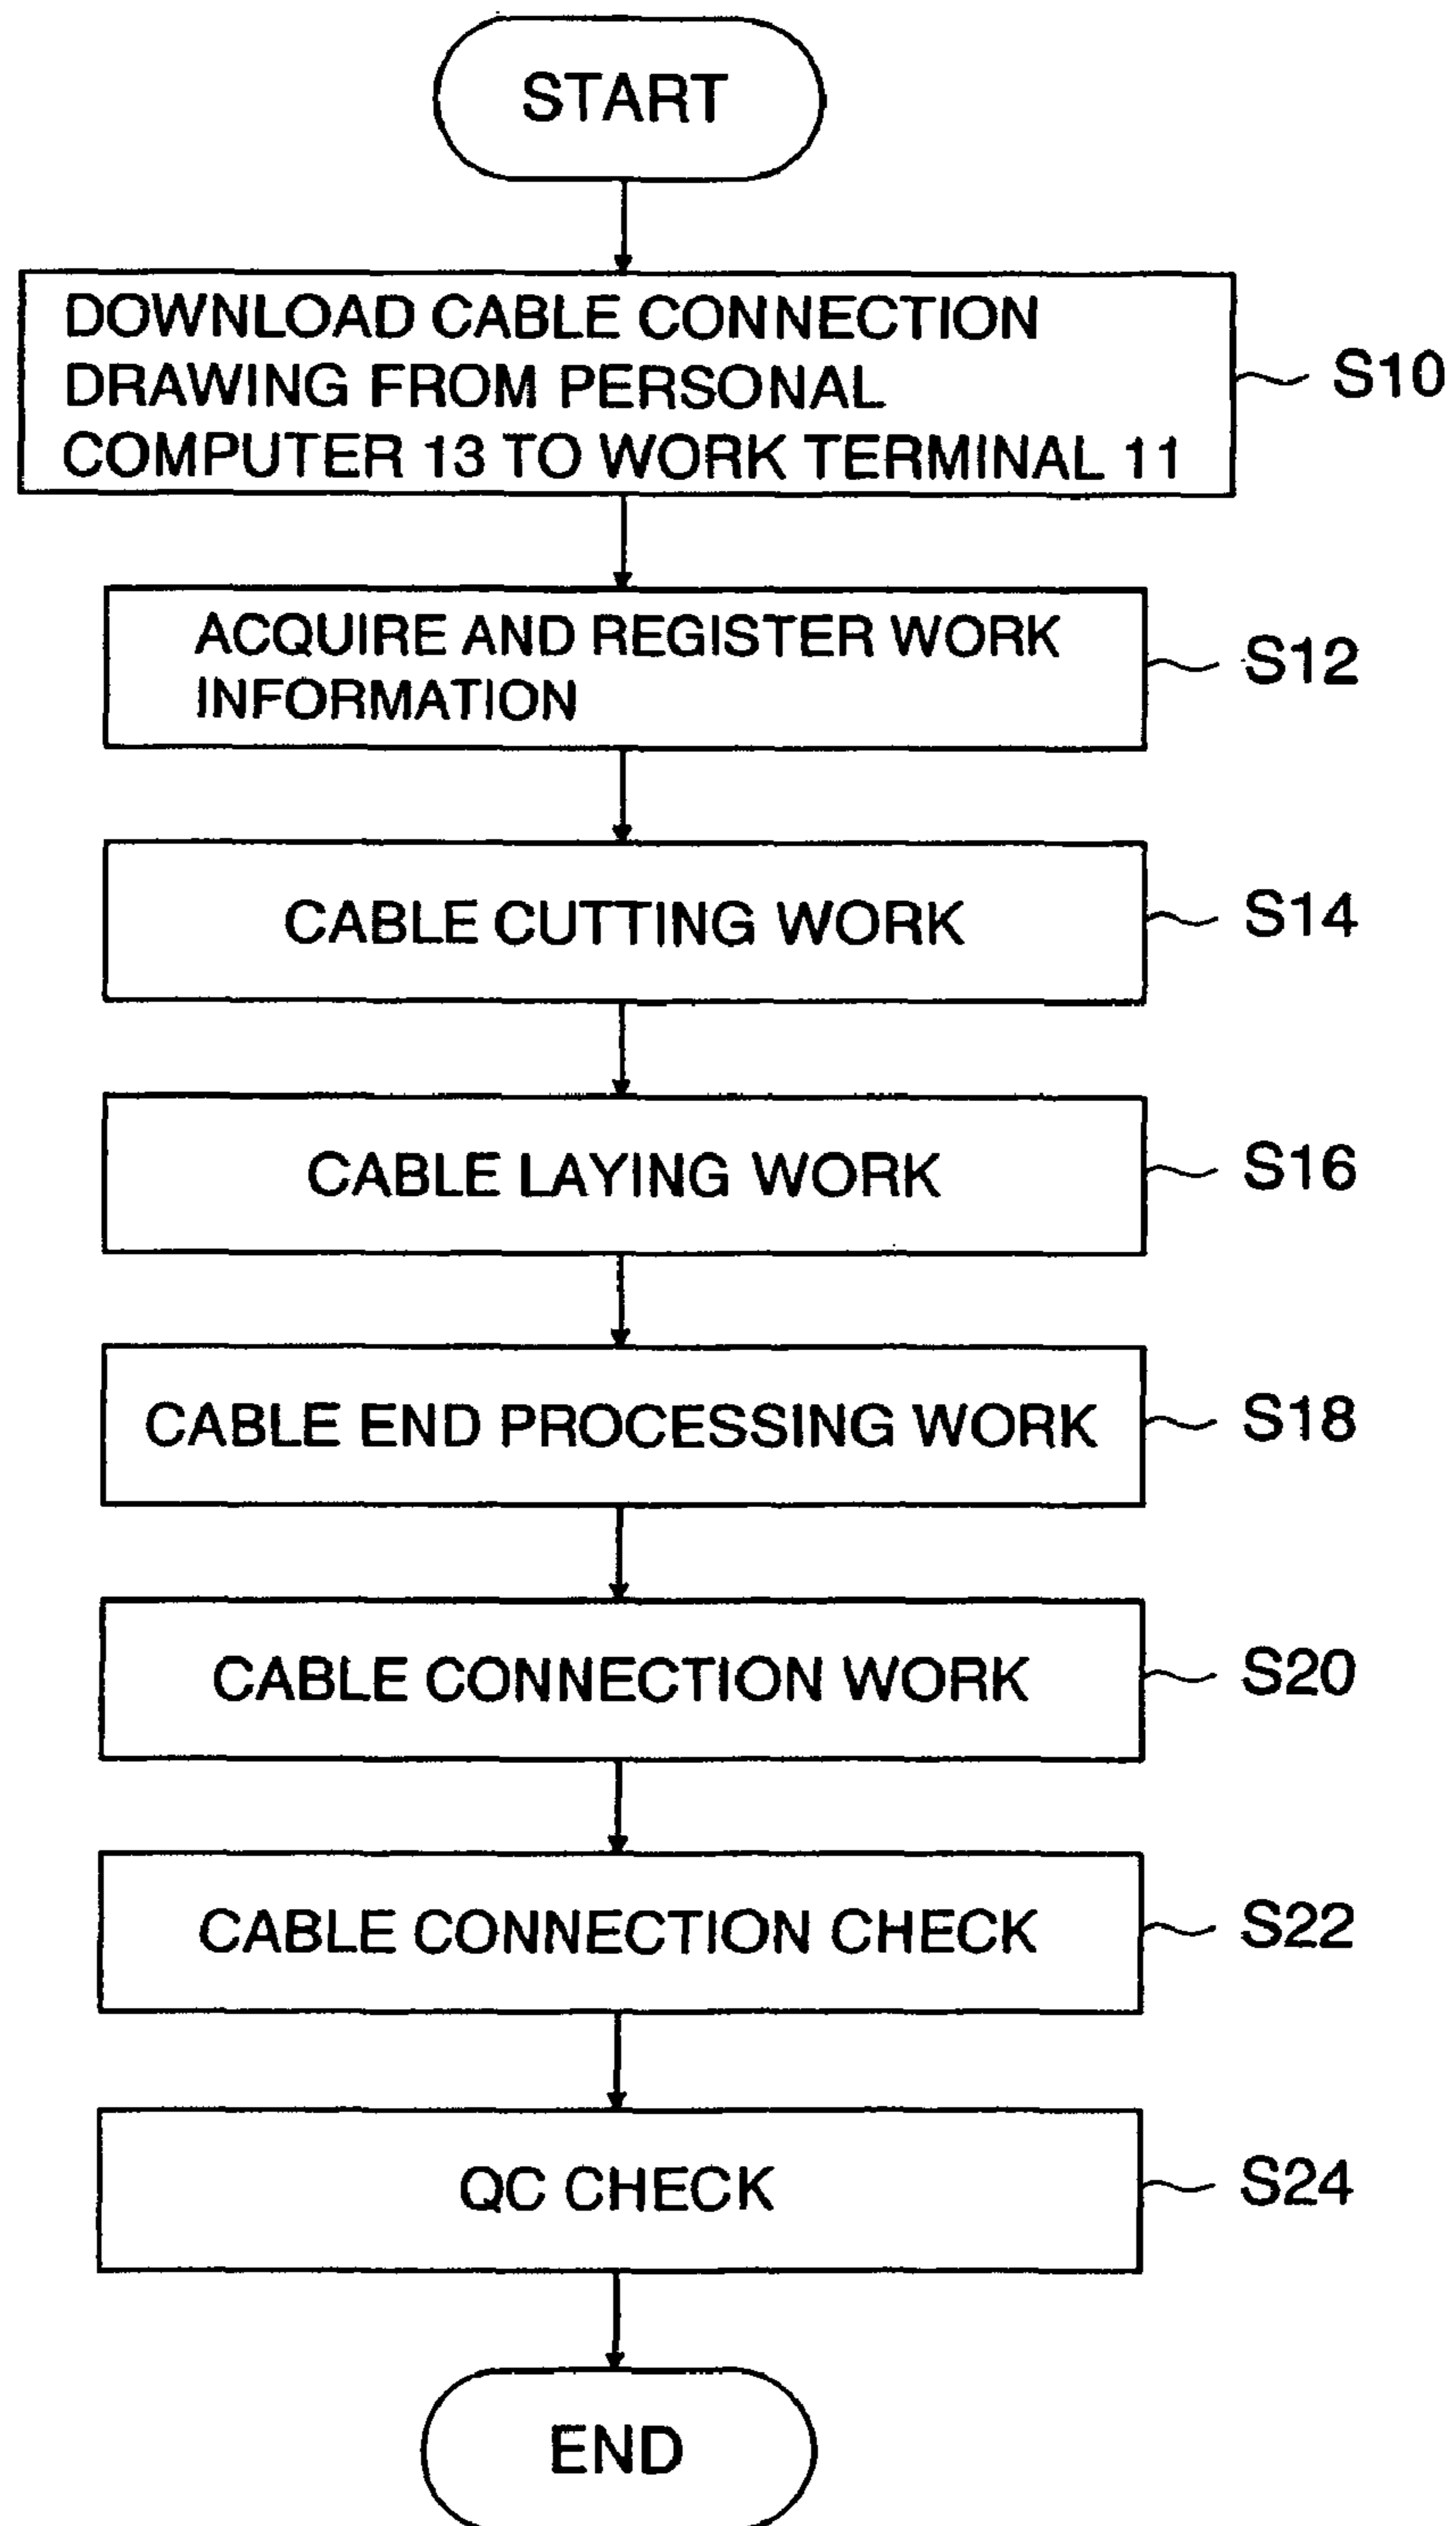 START
DOWNLOAD CABLE CONNECTION
DRAWING FROM PERSONAL
COMPUTER 13 TO WORK TERMINAL 11
S10
ACQUIRE AND REGISTER WORK
INFORMATION
S12
CABLE CUTTING WORK
S14
CABLE LAYING WORK
S16
CABLE END PROCESSING WORK
S18
CABLE CONNECTION WORK
S20
CABLE CONNECTION CHECK
S22
QC CHECK
S24
END